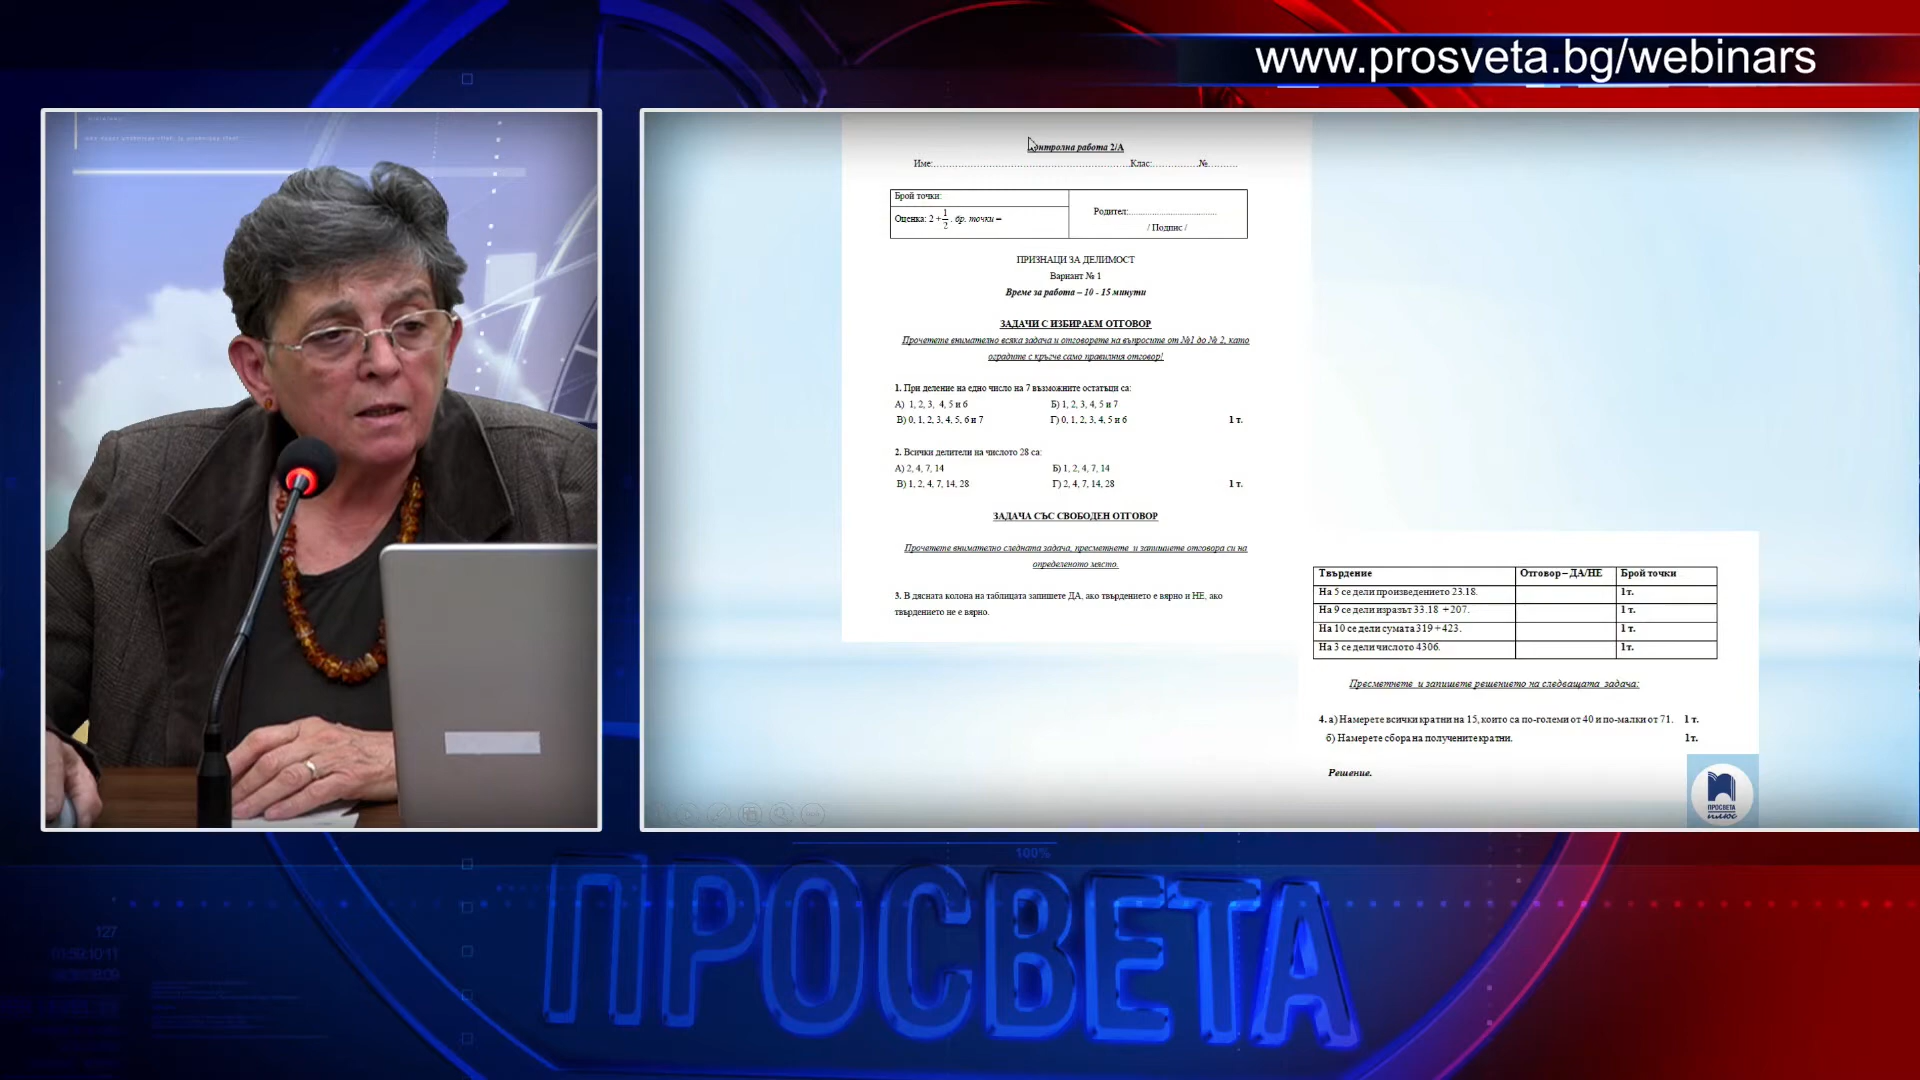 www.prosveta.bg/webinars
Контролна работа 2/А
Име:..........Клас:..........№..........
Брой точки:
Оценка: 2 + 1/2 . бр. точки =
Родител:..........
/ Подпис /
ПРИЗНАЦИ ЗА ДЕЛИМОСТ
Вариант № 1
Време за работа – 10 - 15 минути
ЗАДАЧИ С ИЗБИРАЕМ ОТГОВОР
Прочетете внимателно всяка задача и отговорете на въпросите от №1 до № 2, като
оградите с кръгче само правилния отговор!
1. При деление на едно число на 7 възможните остатъци са:
А) 1, 2, 3, 4, 5 и 6 Б) 1, 2, 3, 4, 5 и 7
В) 0, 1, 2, 3, 4, 5, 6 и 7 Г) 0, 1, 2, 3, 4, 5 и 6 1 т.
2. Всички делители на числото 28 са:
А) 2, 4, 7, 14 Б) 1, 2, 4, 7, 14
В) 1, 2, 4, 7, 14, 28 Г) 2, 4, 7, 14, 28 1 т.
ЗАДАЧА СЪС СВОБОДЕН ОТГОВОР
Прочетете внимателно следната задача, пресметнете и запишете отговора си на
определеното място.
3. В дясната колона на таблицата запишете ДА, ако твърдението е вярно и НЕ, ако
твърдението не е вярно.
Твърдение Отговор – ДА/НЕ Брой точки
На 5 се дели произведението 23.18. 1т.
На 9 се дели изразът 33.18 + 207. 1 т.
На 10 се дели сумата 319 + 423. 1 т.
На 3 се дели числото 4306. 1т.
Пресметнете и запишете решението на следващата задача:
4. а) Намерете всички кратни на 15, които са по-големи от 40 и по-малки от 71. 1 т.
б) Намерете сбора на получените кратни. 1т.
Решение.
ПРОСВЕТА
плюс
100%
ПРОСВЕТА
127